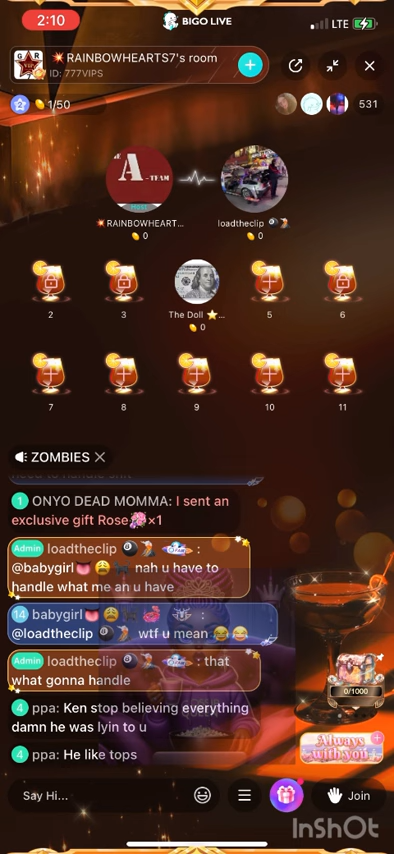 2:10
BIGO LIVE
LTE
G R
VIP
💥RAINBOWHEARTS7's room
ID: 777VIPS
1/50
531
A-TEAM
Host
💥RAINBOWHEART...
loadtheclip 🎱
0
0
2
3
The Doll ⭐...
5
6
0
7
8
9
10
11
ZOMBIES
1 ONYO DEAD MOMMA: I sent an
exclusive gift Rose ×1
Admin loadtheclip 🎱 :
@babygirl👅😩 nah u have to
handle what me an u have
14 babygirl👅😩 :
@loadtheclip 🎱 wtf u mean 😂😂
Admin loadtheclip 🎱 : that
what gonna handle
4 ppa: Ken stop believing everything
damn he was lyin to u
4 ppa: He like tops
QUEEN
0/1000
Always
with You
Say Hi...
Join
InShOt